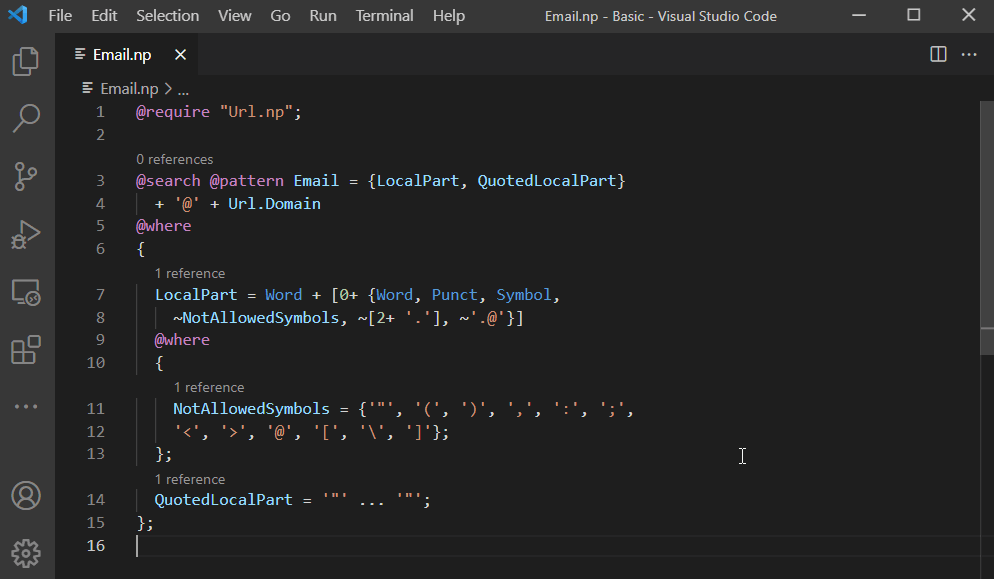 File Edit Selection View Go Run Terminal Help Email.np - Basic - Visual Studio Code
Email.np
Email.np > ...
1 @require "Url.np";
2
0 references
3 @search @pattern Email = {LocalPart, QuotedLocalPart}
4 + '@' + Url.Domain
5 @where
6 {
1 reference
7 LocalPart = Word + [0+ {Word, Punct, Symbol,
8 ~NotAllowedSymbols, ~[2+ '.'], ~'.@'}]
9 @where
10 {
1 reference
11 NotAllowedSymbols = {'"', '(', ')', ',', ':', ';',
12 '<', '>', '@', '[', '\', ']'};
13 };
1 reference
14 QuotedLocalPart = '"' ... '"';
15 };
16